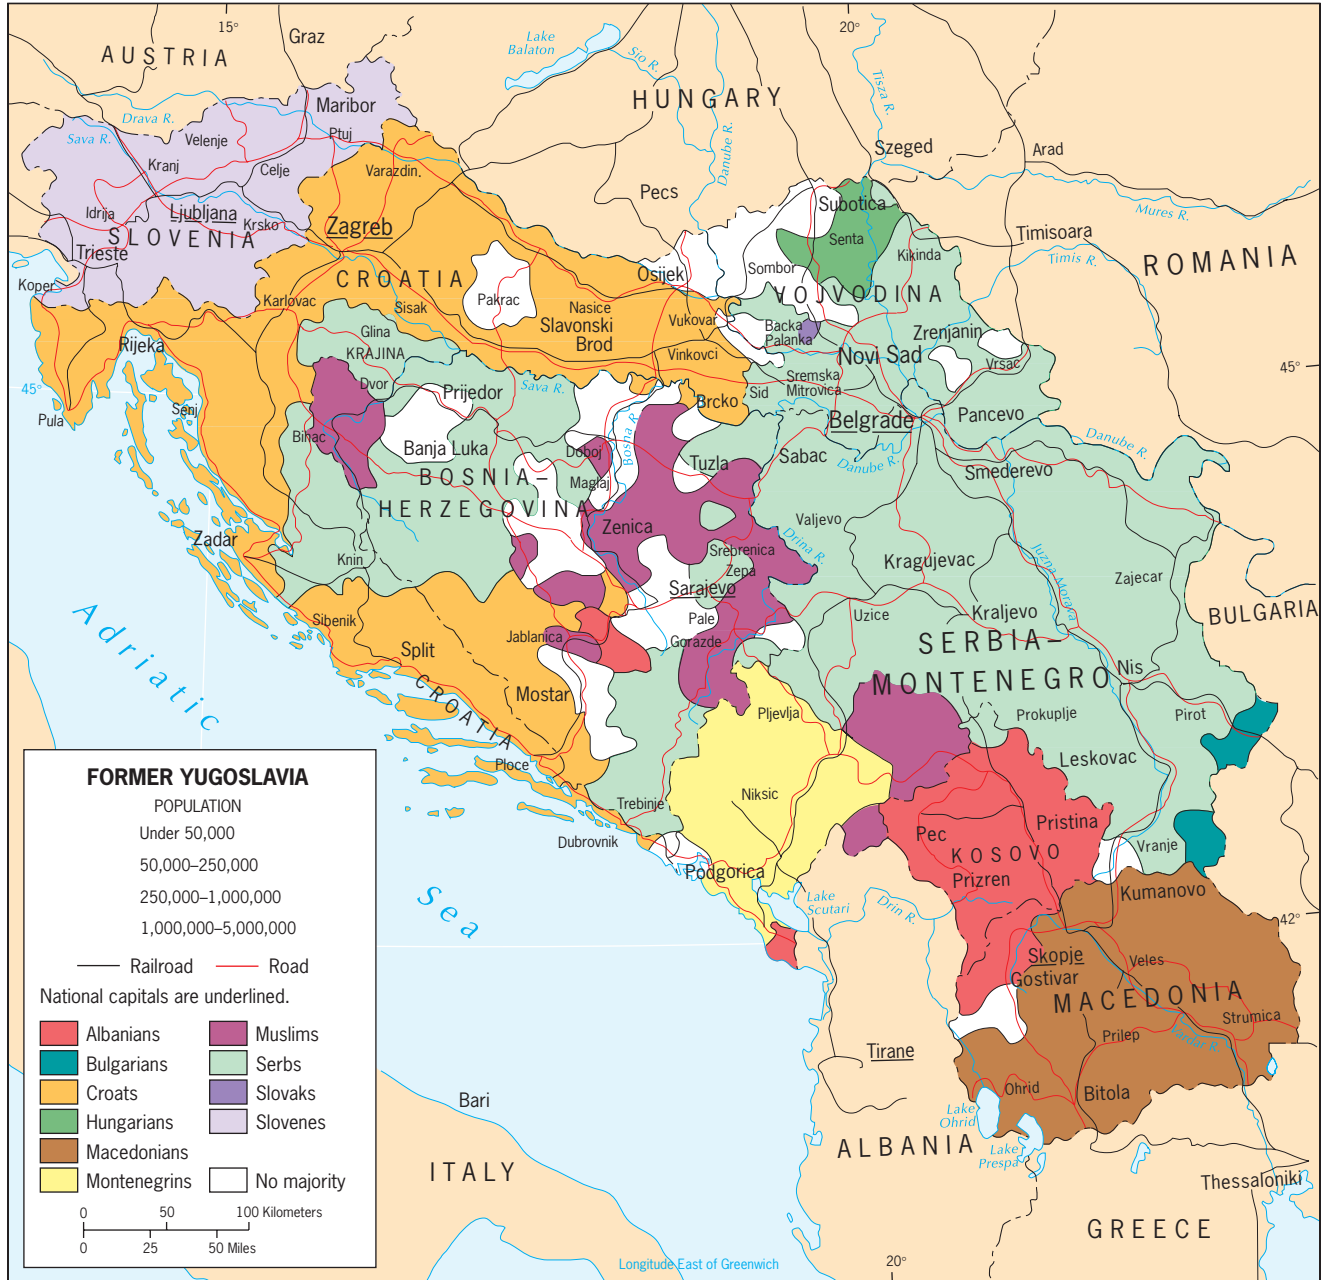 15°
20°
Graz
AUSTRIA
Lake
Balaton
Sio R.
Tisza R.
HUNGARY
Maribor
Drava R.
Ptuj
Sava R.
Velenje
Danube R.
Szeged
Arad
Kranj
Celje
Varazdin.
Pecs
Mures R.
Idrija
Ljubljana
Krsko
Zagreb
Subotica
SLOVENIA
Senta
Timisoara
Trieste
Kikinda
Timis R.
ROMANIA
Koper
CROATIA
Osijek
Sombor
VOJVODINA
Karlovac
Sisak
Pakrac
Nasice
Slavonski
Brod
Vukovar
Backa
Palanka
Zrenjanin
Glina
KRAJINA
Rijeka
Vinkovci
Novi Sad
Vrsac
45°
45°
Dvor
Prijedor
Sava R.
Sremska
Mitrovica
Sid
Brcko
Senj
Pula
Belgrade
Pancevo
Bihac
Banja Luka
Doboj
Bosna R.
Tuzla
Sabac
Danube R.
Danube R.
Smederevo
BOSNIA–
HERZEGOVINA
Maglaj
Zenica
Valjevo
Zadar
Drina R.
Juzna Morava
Knin
Srebrenica
Zepa
Kragujevac
Zajecar
Sarajevo
BULGARIA
Adriatic
Sea
Sibenik
Pale
Uzice
Kraljevo
Jablanica
Gorazde
SERBIA–
MONTENEGRO
Split
Nis
CROATIA
Mostar
Pljevlja
Prokuplje
Pirot
Leskovac
Ploce
Niksic
Trebinje
Pristina
Pec
Dubrovnik
KOSOVO
Vranje
Podgorica
Prizren
Kumanovo
Lake
Scutari
Drin R.
42°
Skopje
Gostivar
Veles
MACEDONIA
Strumica
Prilep
Vardar R.
Tirane
Ohrid
Bitola
Bari
Lake
Ohrid
ALBANIA
Lake
Prespa
ITALY
Thessaloniki
GREECE
Longitude East of Greenwich
20°
FORMER YUGOSLAVIA
POPULATION
Under 50,000
50,000–250,000
250,000–1,000,000
1,000,000–5,000,000
Railroad Road
National capitals are underlined.
Albanians Muslims
Bulgarians Serbs
Croats Slovaks
Hungarians Slovenes
Macedonians
Montenegrins No majority
0 50 100 Kilometers
0 25 50 Miles